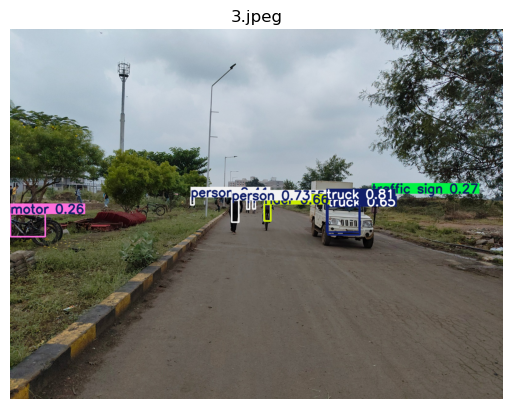 3.jpeg
traffic sign 0.27
person
person 0.73
truck 0.81
truck 0.65
motor 0.26